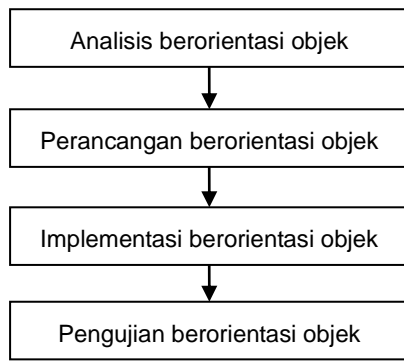 Analisis berorientasi objek
Perancangan berorientasi objek
Implementasi berorientasi objek
Pengujian berorientasi objek